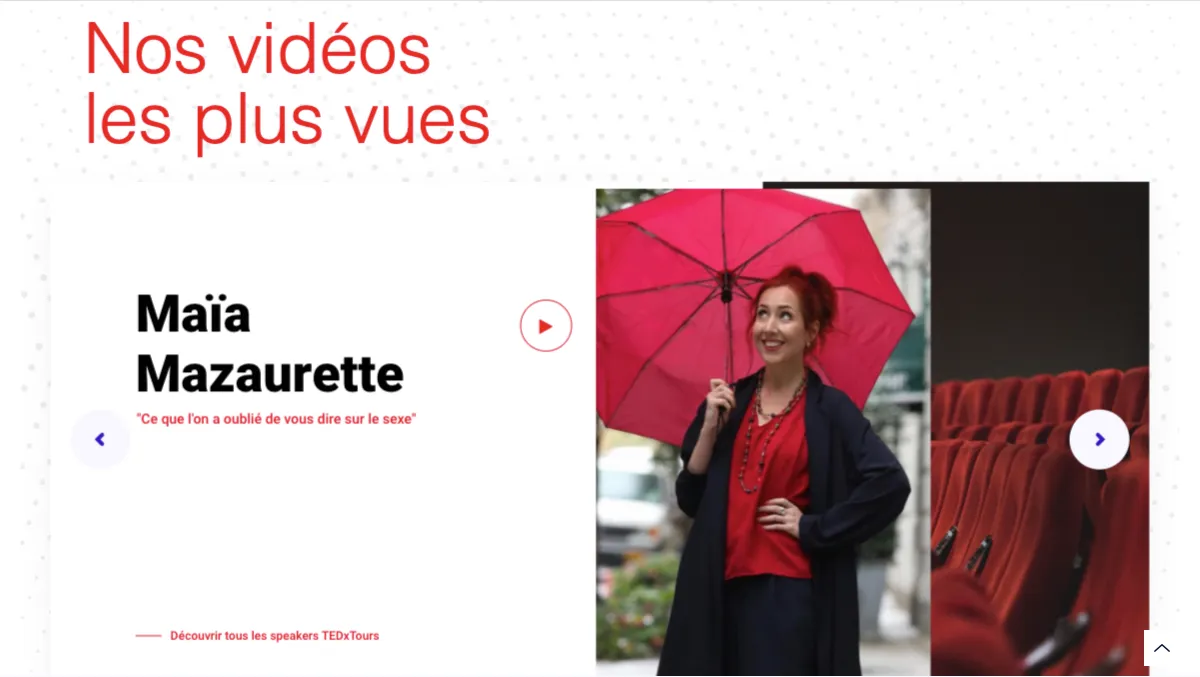 Nos vidéos
les plus vues
Maïa
Mazaurette
"Ce que l'on a oublié de vous dire sur le sexe"
Découvrir tous les speakers TEDxTours